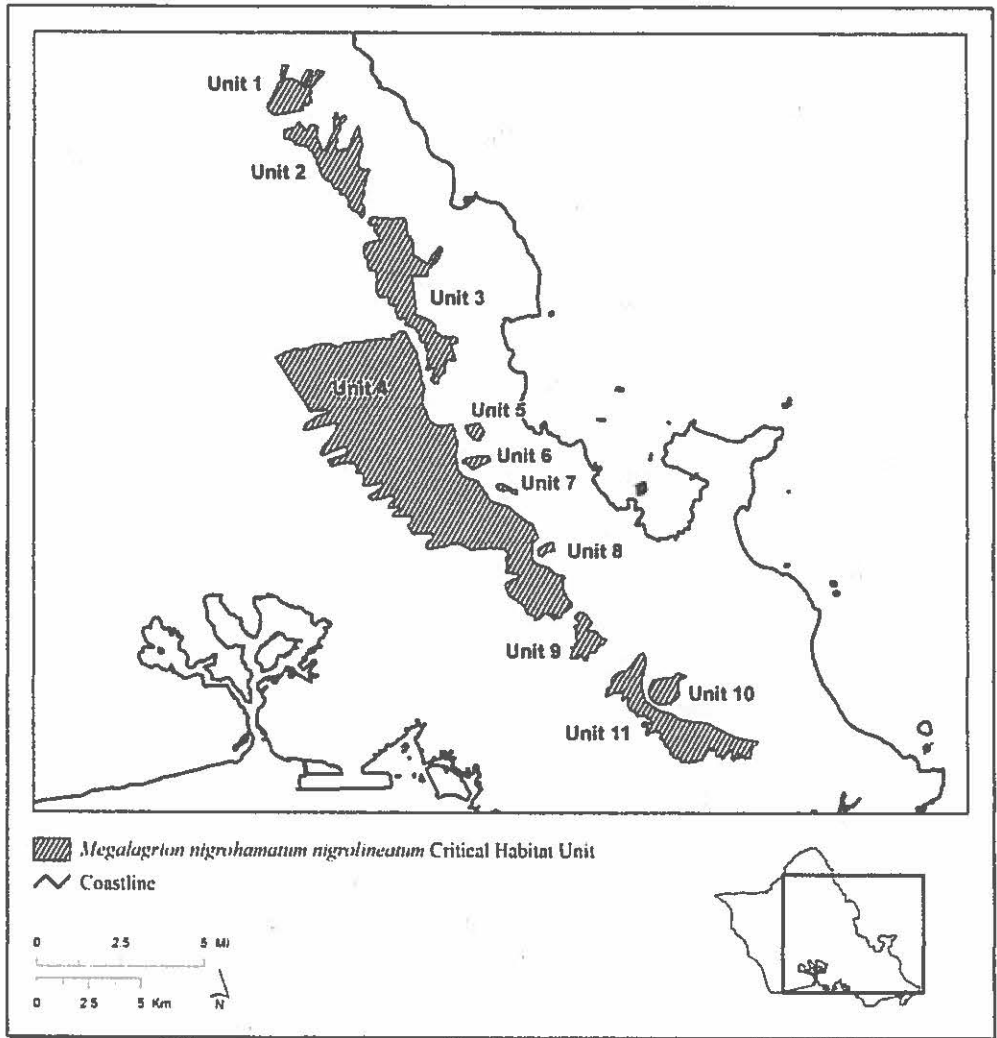 Unit 1
Unit 2
Unit 3
Unit 4
Unit 5
Unit 6
Unit 7
Unit 8
Unit 9
Unit 10
Unit 11
Megalagrion nigrohamatum nigrolineatum Critical Habitat Unit
Coastline
0 2.5 5 Mi
0 2.5 5 Km
N